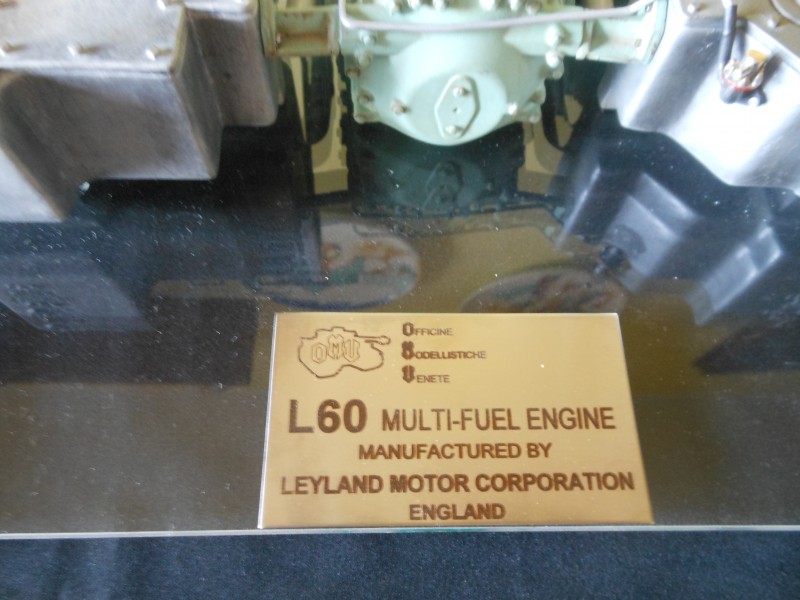 OMV
OFFICINE
MODELLISTICHE
VENETE
L60 MULTI-FUEL ENGINE
MANUFACTURED BY
LEYLAND MOTOR CORPORATION
ENGLAND